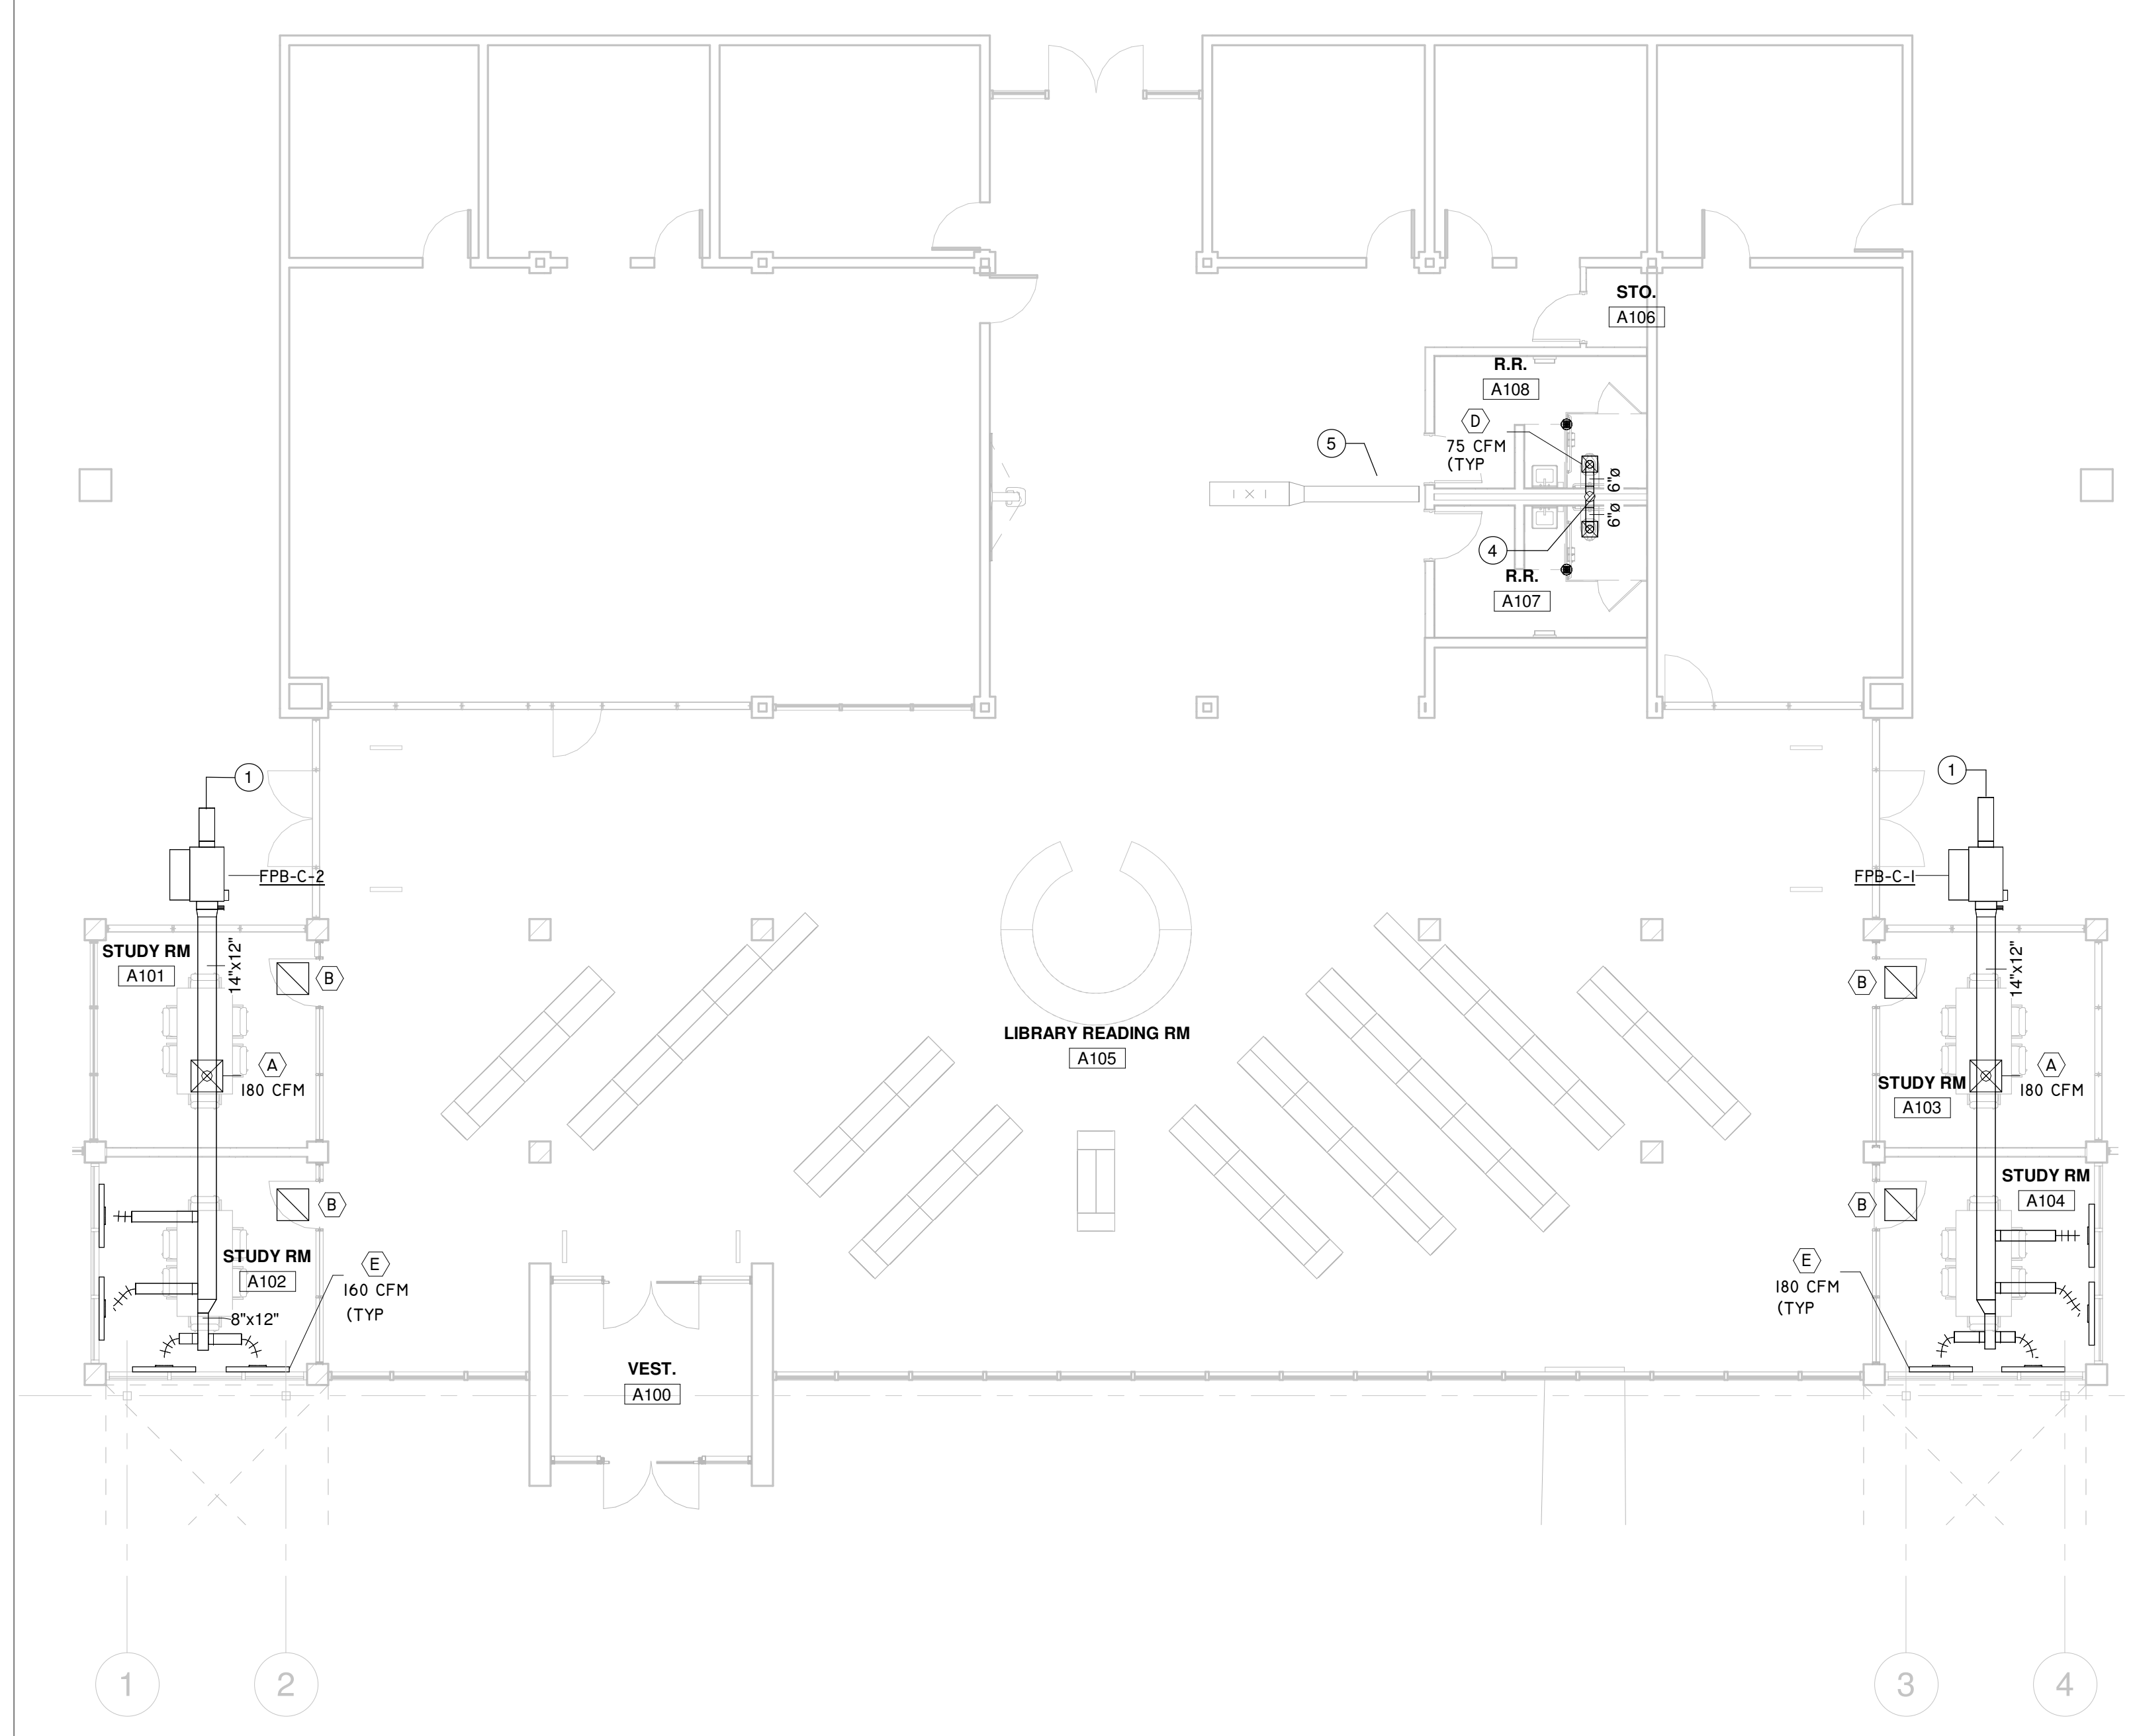 STO.
A106
R.R.
A108
D
75 CFM
(TYP
5
6"ø
6"ø
4
R.R.
A107
1
1
FPB-C-2
FPB-C-1
STUDY RM
A101
14"x12"
B
B
14"x12"
LIBRARY READING RM
A105
A
180 CFM
STUDY RM
A103
A
180 CFM
B
B
STUDY RM
A104
STUDY RM
A102
E
160 CFM
(TYP
8"x12"
E
180 CFM
(TYP
VEST.
A100
1
2
3
4